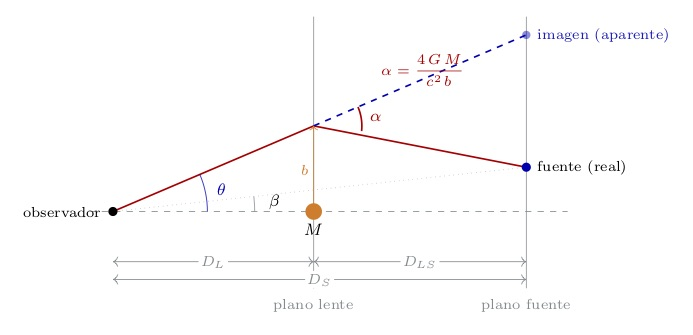 imagen (aparente)
α = 4 G M / c² b
α
b
fuente (real)
θ
β
observador
M
D_L
D_LS
D_S
plano lente
plano fuente